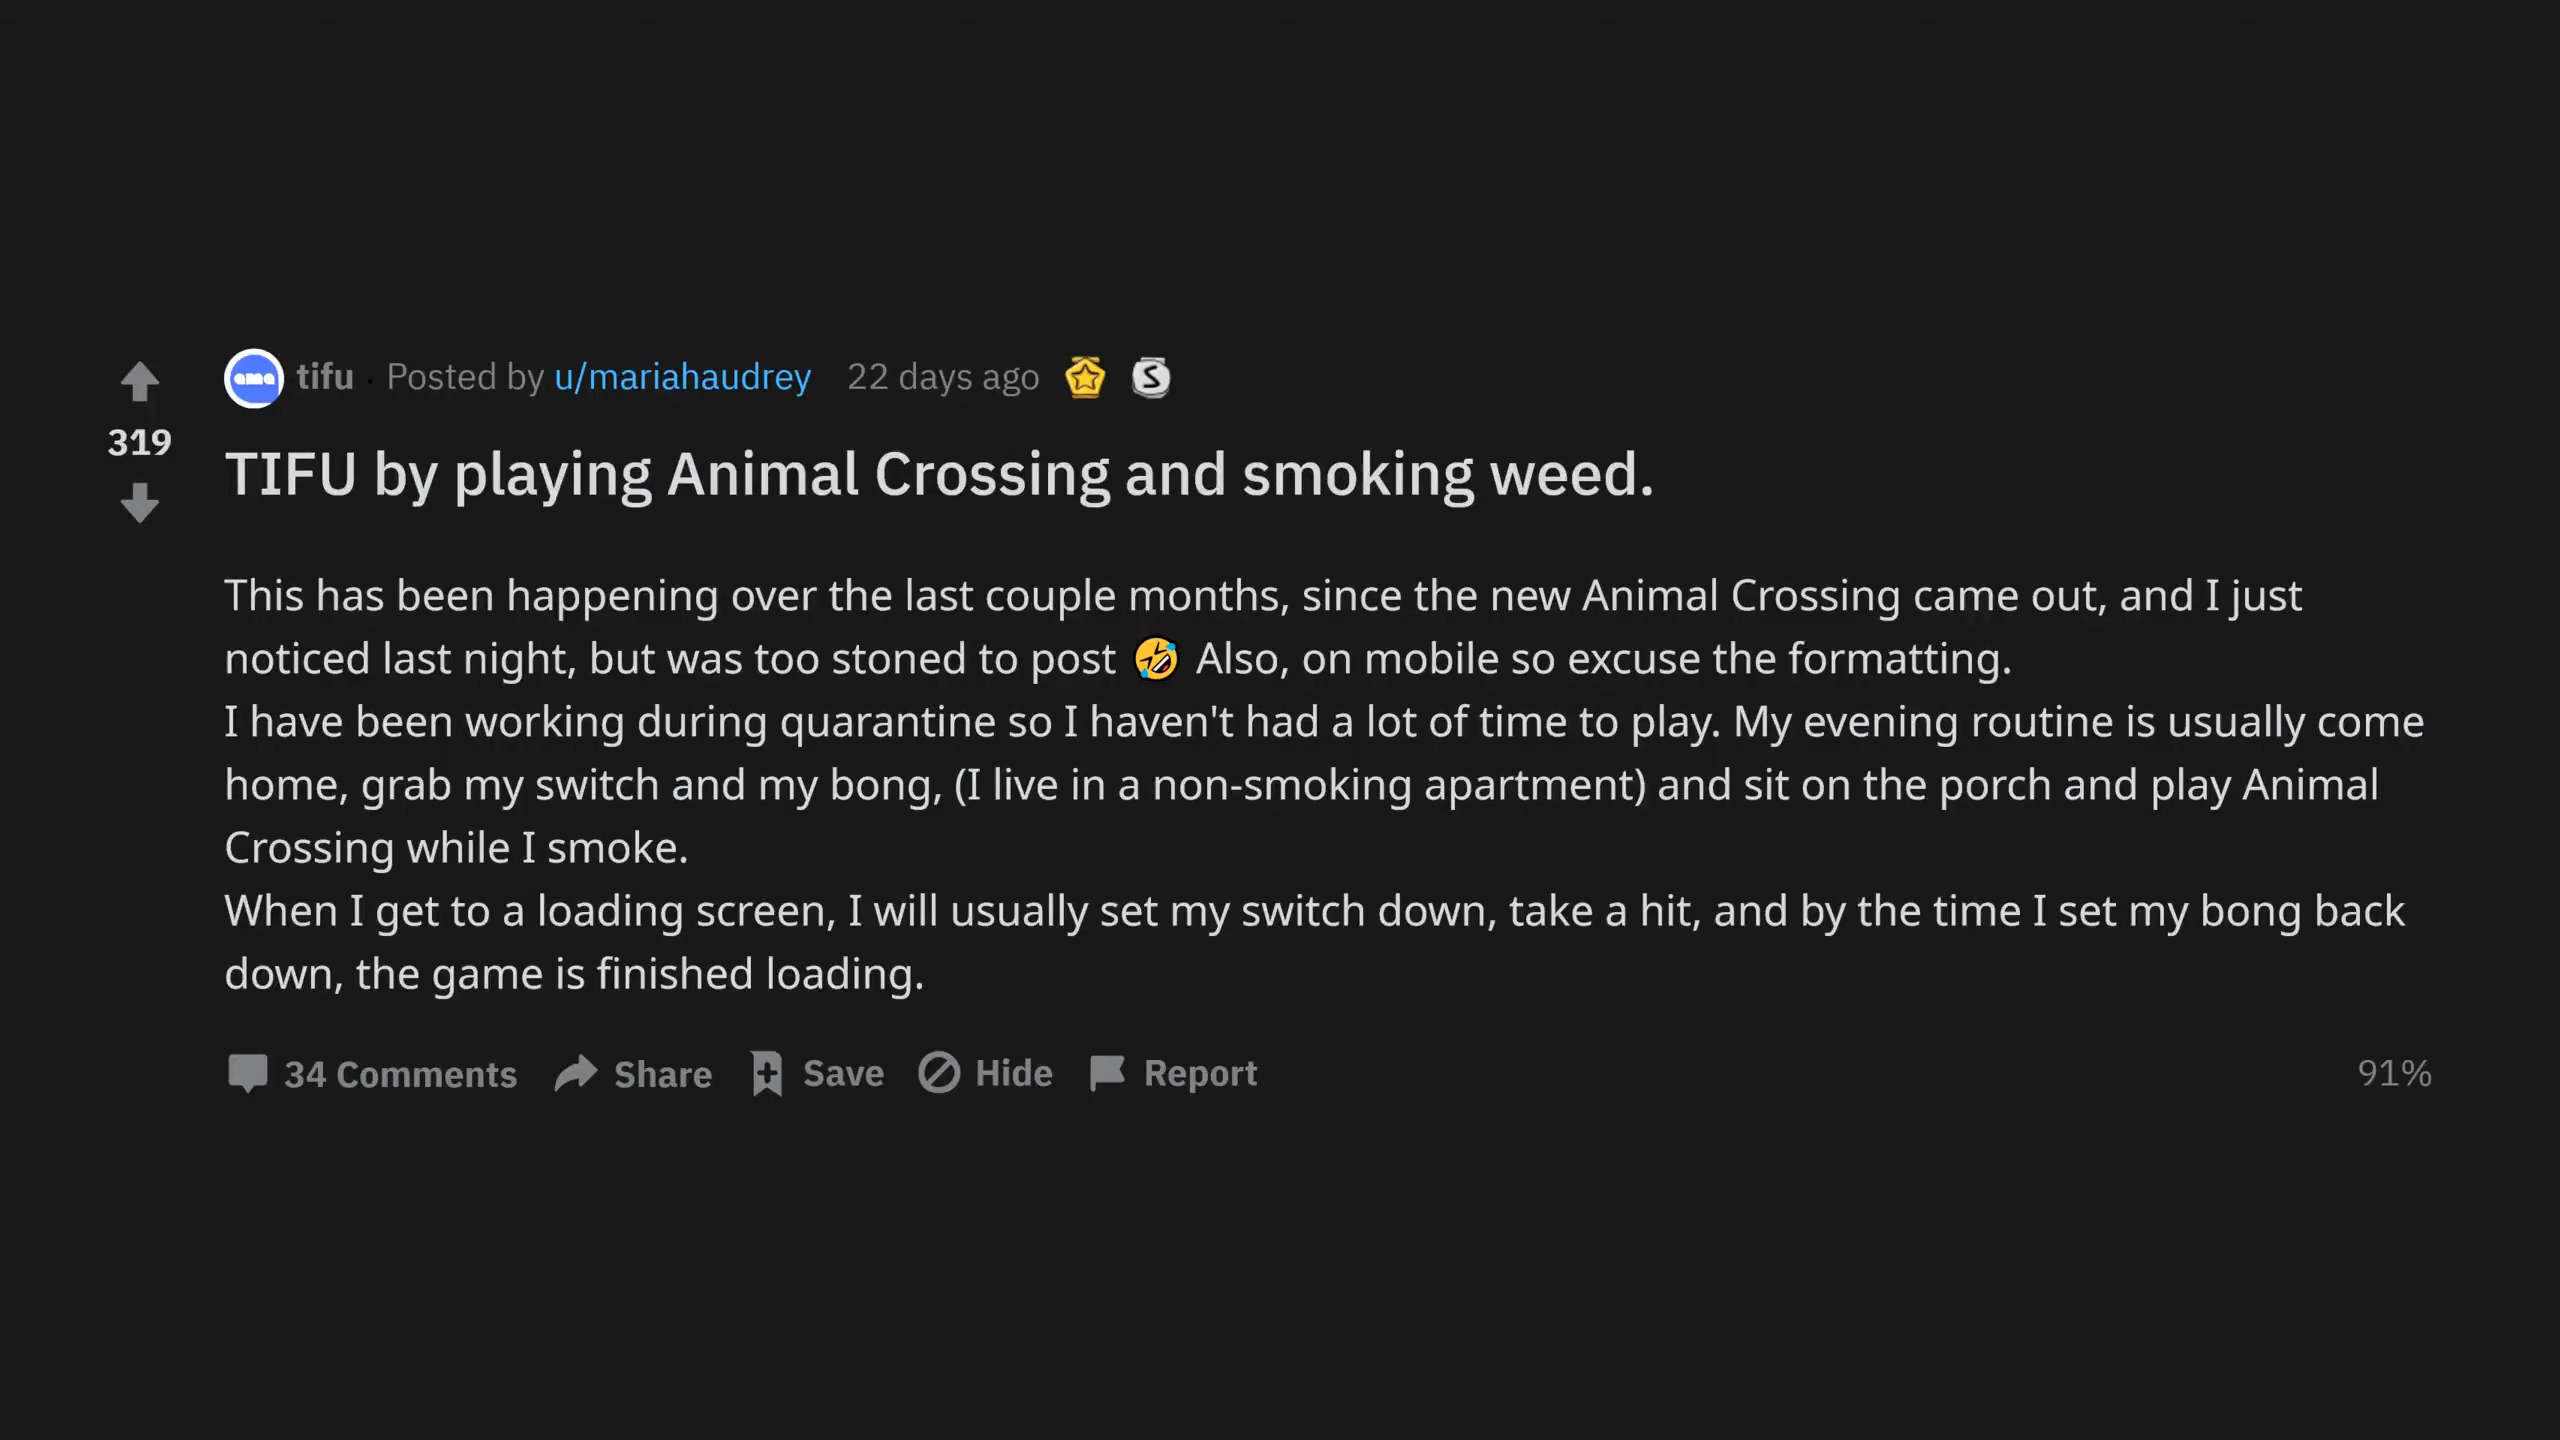 ama tifu · Posted by u/mariahaudrey 22 days ago
319
TIFU by playing Animal Crossing and smoking weed.
This has been happening over the last couple months, since the new Animal Crossing came out, and I just
noticed last night, but was too stoned to post 🤣 Also, on mobile so excuse the formatting.
I have been working during quarantine so I haven't had a lot of time to play. My evening routine is usually come
home, grab my switch and my bong, (I live in a non-smoking apartment) and sit on the porch and play Animal
Crossing while I smoke.
When I get to a loading screen, I will usually set my switch down, take a hit, and by the time I set my bong back
down, the game is finished loading.
34 Comments Share Save Hide Report 91%